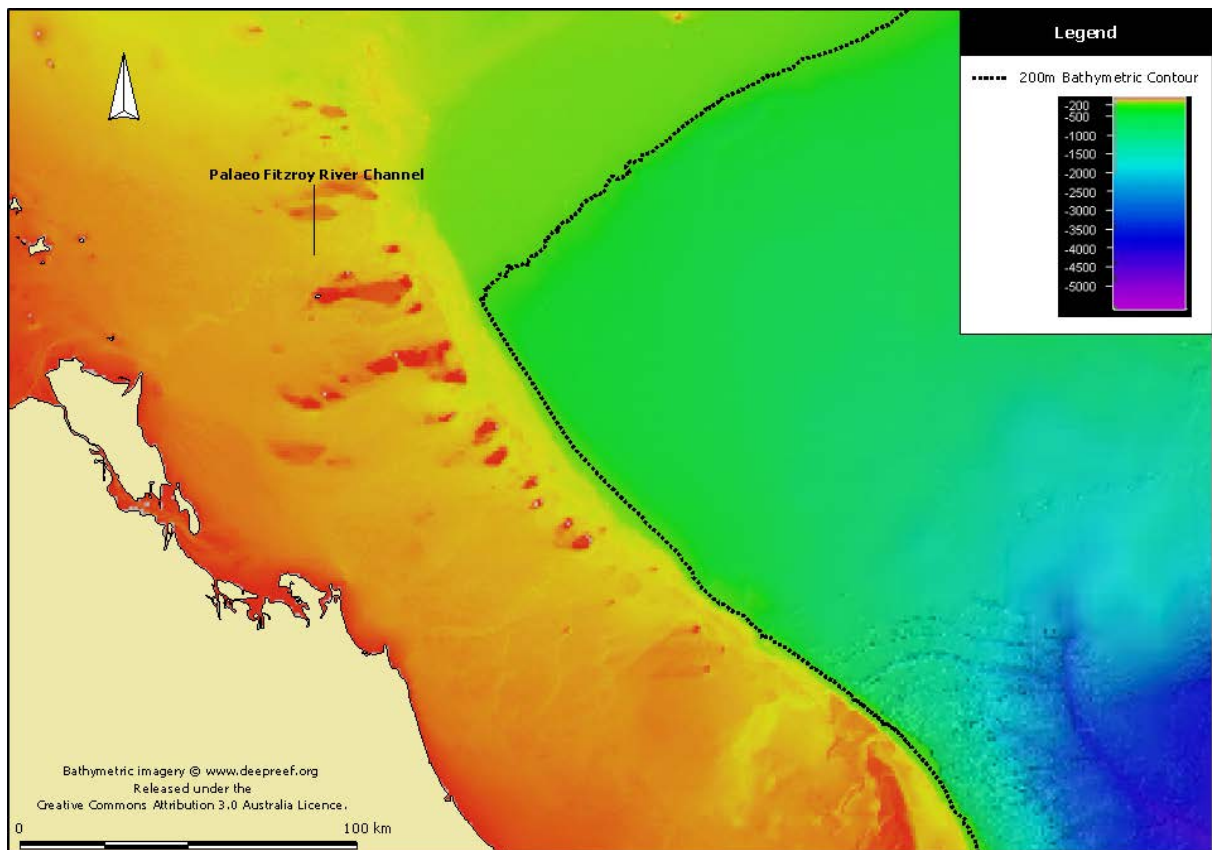 Legend
200m Bathymetric Contour
-200
-500
-1000
-1500
-2000
-2500
-3000
-3500
-4000
-4500
-5000
Palaeo Fitzroy River Channel
Bathymetric imagery © www.deepreef.org
Released under the
Creative Commons Attribution 3.0 Australia Licence.
0 100 km